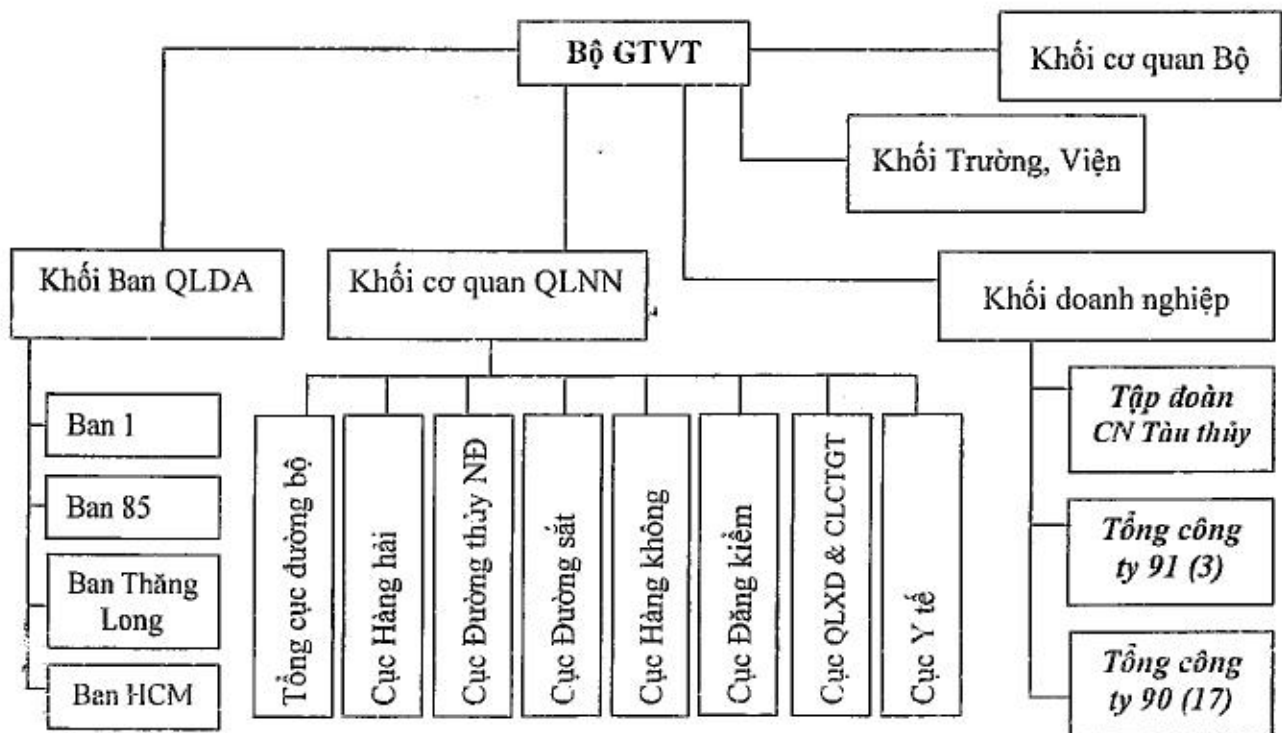 Bộ GTVT
Khối cơ quan Bộ
Khối Trường, Viện
Khối Ban QLDA
Khối cơ quan QLNN
Khối doanh nghiệp
Ban 1
Ban 85
Ban Thăng
Long
Ban HCM
Tổng cục đường bộ
Cục Hàng hải
Cục Đường thủy NĐ
Cục Đường sắt
Cục Hàng không
Cục Đăng kiểm
Cục QLXD & CLCTGT
Cục Y tế
Tập đoàn
CN Tàu thủy
Tổng công
ty 91 (3)
Tổng công
ty 90 (17)